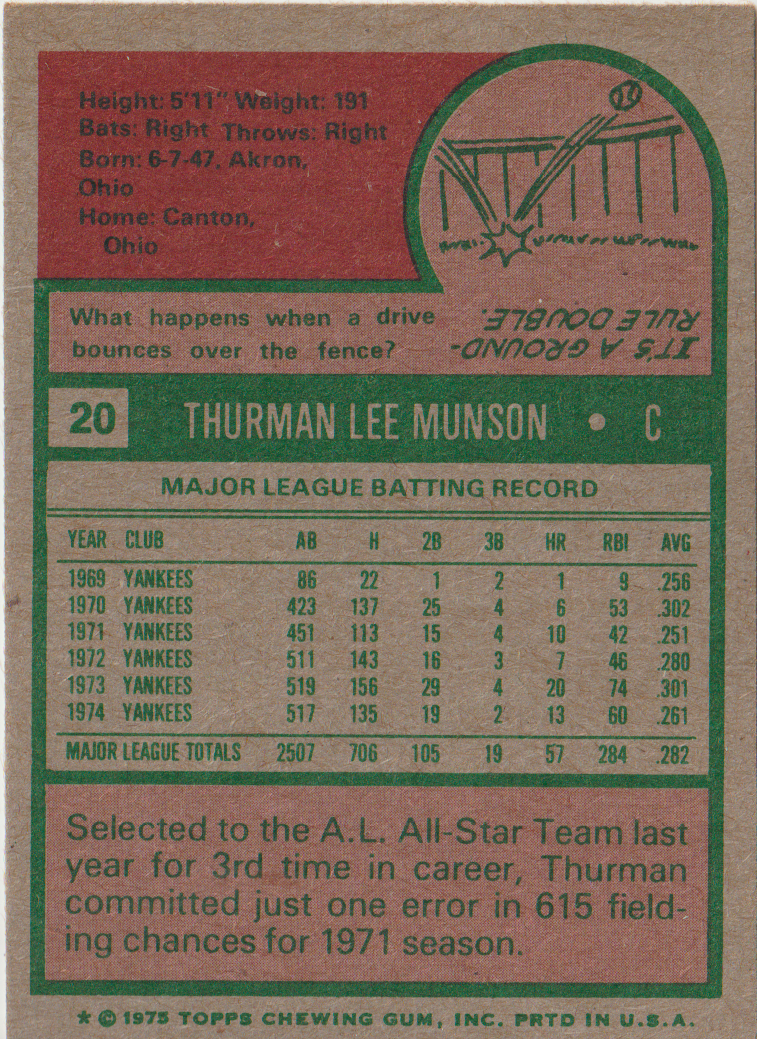 Height: 5'11" Weight: 191
Bats: Right Throws: Right
Born: 6-7-47, Akron,
Ohio
Home: Canton,
Ohio
What happens when a drive
bounces over the fence?
IT'S A GROUND-
RULE DOUBLE.
20 THURMAN LEE MUNSON • C
MAJOR LEAGUE BATTING RECORD
YEAR CLUB AB H 2B 3B HR RBI AVG
1969 YANKEES 86 22 1 2 1 9 .256
1970 YANKEES 423 137 25 4 6 53 .302
1971 YANKEES 451 113 15 4 10 42 .251
1972 YANKEES 511 143 16 3 7 46 .280
1973 YANKEES 519 156 29 4 20 74 .301
1974 YANKEES 517 135 19 2 13 60 .261
MAJOR LEAGUE TOTALS 2507 706 105 19 57 284 .282
Selected to the A.L. All-Star Team last
year for 3rd time in career, Thurman
committed just one error in 615 field-
ing chances for 1971 season.
* © 1975 TOPPS CHEWING GUM, INC. PRTD IN U.S.A.